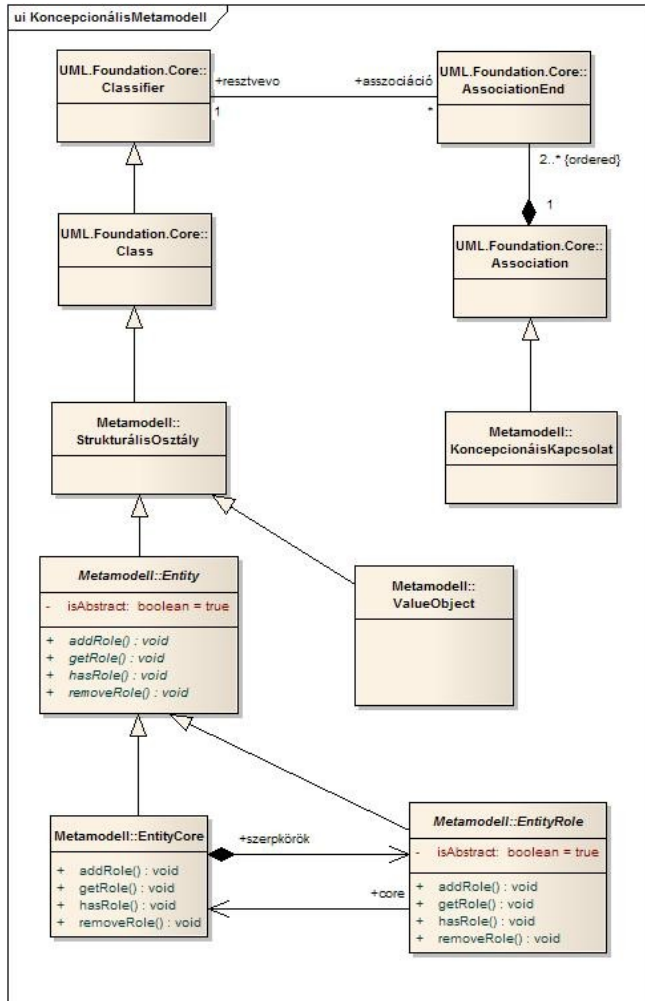 ui KoncepcionálisMetamodell
UML.Foundation.Core::
Classifier
+resztvevo
1
+asszociáció
*
UML.Foundation.Core::
AssociationEnd
2..* {ordered}
1
UML.Foundation.Core::
Class
UML.Foundation.Core::
Association
Metamodell::
StrukturálisOsztály
Metamodell::
KoncepcionáisKapcsolat
Metamodell::Entity
- isAbstract: boolean = true
+ addRole() : void
+ getRole() : void
+ hasRole() : void
+ removeRole() : void
Metamodell::
ValueObject
Metamodell::EntityCore
+ addRole() : void
+ getRole() : void
+ hasRole() : void
+ removeRole() : void
+szerpkörök
+core
Metamodell::EntityRole
- isAbstract: boolean = true
+ addRole() : void
+ getRole() : void
+ hasRole() : void
+ removeRole() : void